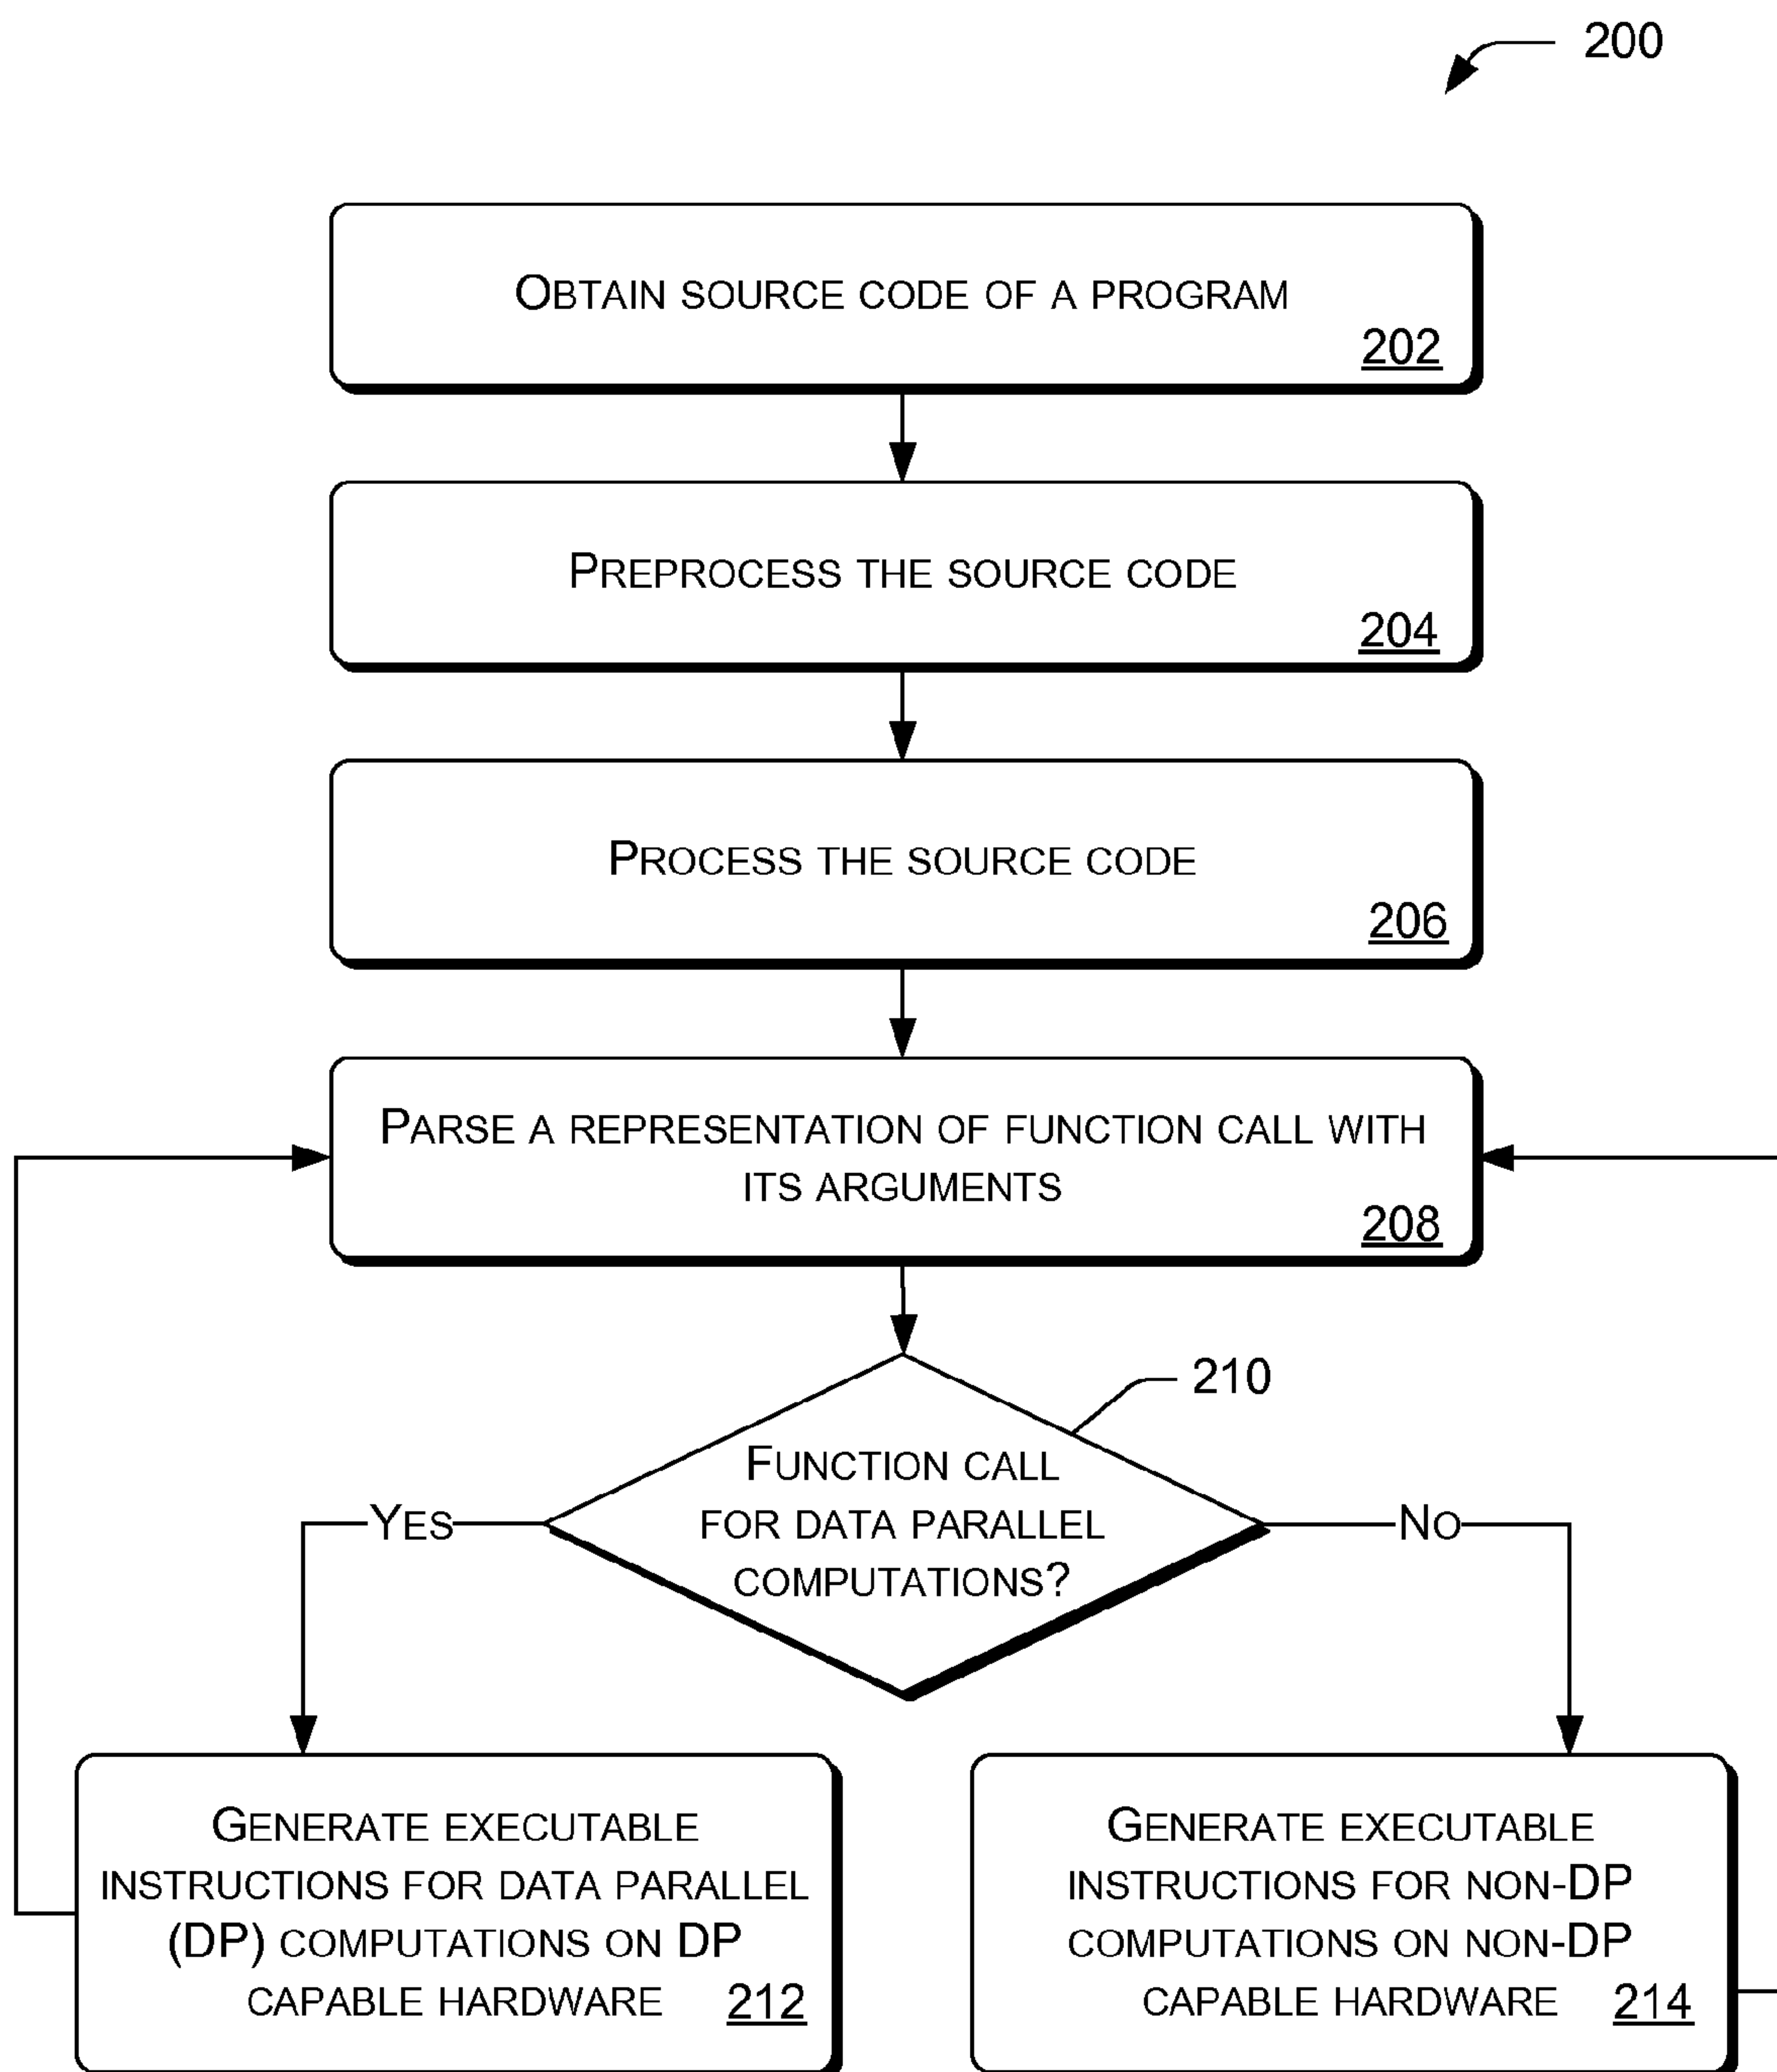 200
OBTAIN SOURCE CODE OF A PROGRAM
202
PREPROCESS THE SOURCE CODE
204
PROCESS THE SOURCE CODE
206
PARSE A REPRESENTATION OF FUNCTION CALL WITH
ITS ARGUMENTS
208
210
FUNCTION CALL
FOR DATA PARALLEL
COMPUTATIONS?
YES
NO
GENERATE EXECUTABLE
INSTRUCTIONS FOR DATA PARALLEL
(DP) COMPUTATIONS ON DP
CAPABLE HARDWARE 212
GENERATE EXECUTABLE
INSTRUCTIONS FOR NON-DP
COMPUTATIONS ON NON-DP
CAPABLE HARDWARE 214